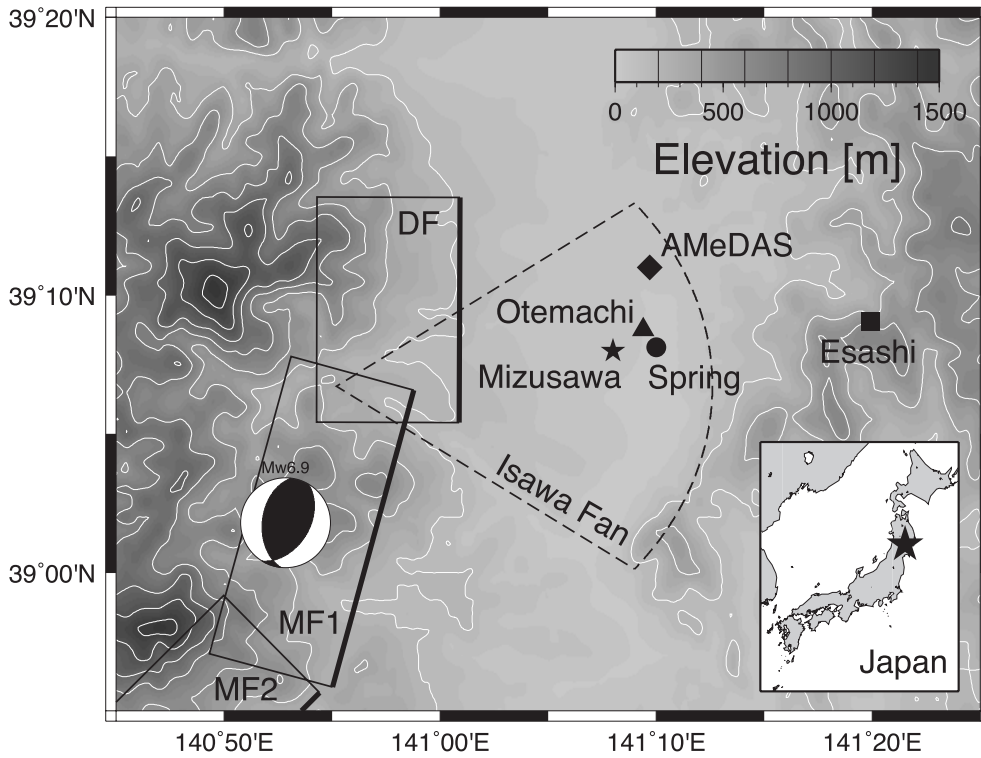 39°20'N
0 500 1000 1500
Elevation [m]
DF
AMeDAS
39°10'N
Otemachi
Esashi
Mizusawa
Spring
Mw6.9
Isawa Fan
39°00'N
MF1
MF2
Japan
140°50'E 141°00'E 141°10'E 141°20'E